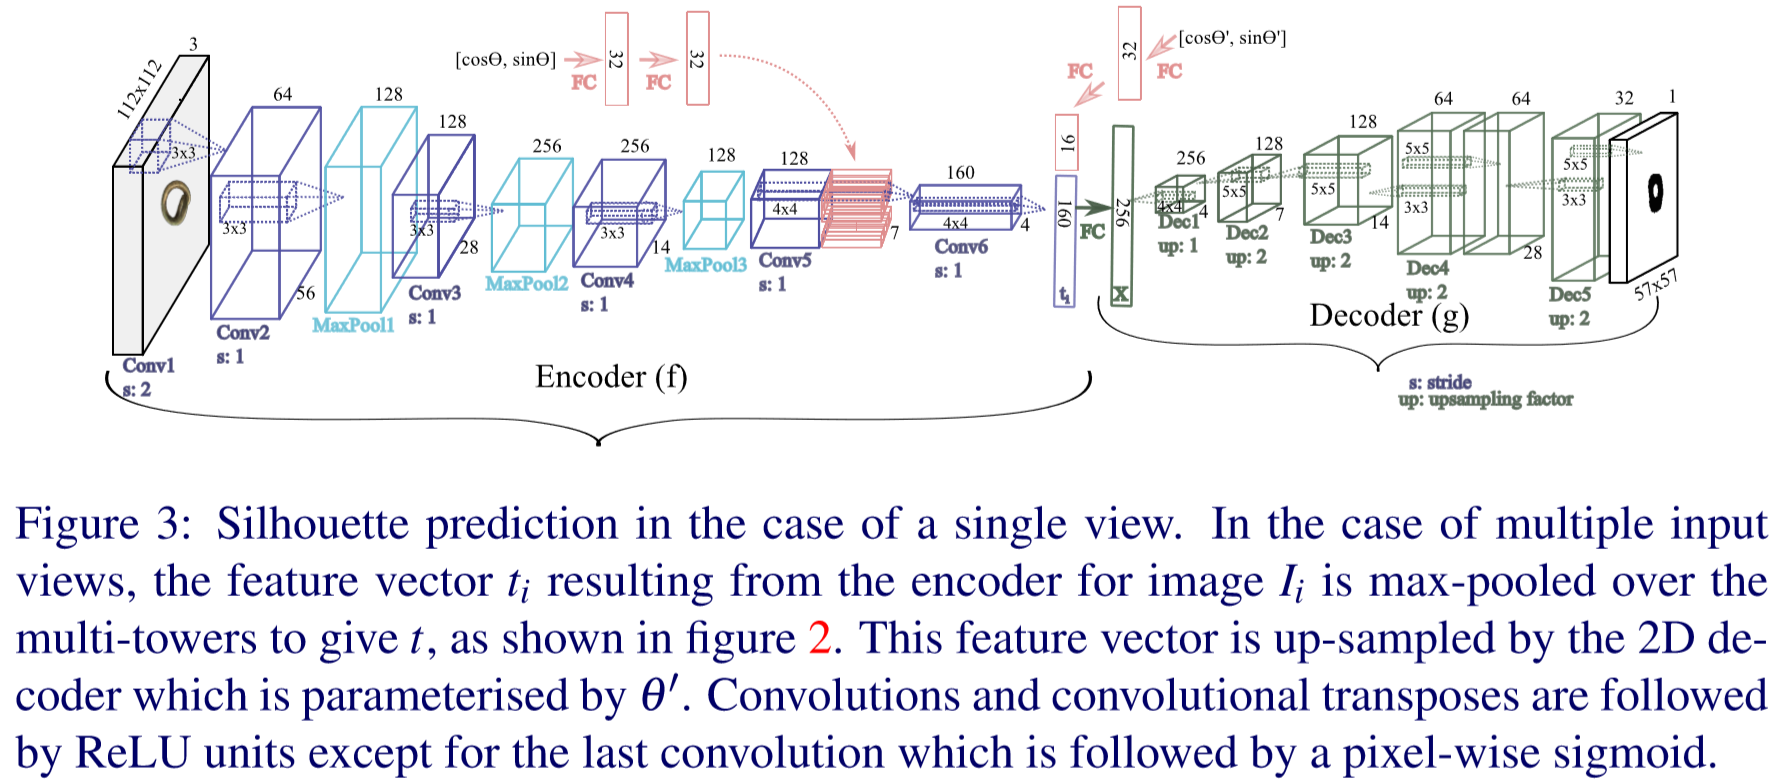 3
112x112
3x3
Conv1
s: 2
64
3x3
56
Conv2
s: 1
128
MaxPool1
128
3x3
28
Conv3
s: 1
256
MaxPool2
256
3x3
14
Conv4
s: 1
128
MaxPool3
[cosθ, sinθ]
FC
32
FC
32
128
4x4
7
Conv5
s: 1
160
4x4
4
Conv6
s: 1
Encoder (f)
[cosθ', sinθ']
FC
32
FC
16
160
t₁
FC
256
X
256
4x4
4
Dec1
up: 1
128
5x5
7
Dec2
up: 2
128
5x5
14
Dec3
up: 2
64
5x5
3x3
Dec4
up: 2
64
28
32
5x5
3x3
Dec5
up: 2
1
57x57
Decoder (g)
s: stride
up: upsampling factor
Figure 3: Silhouette prediction in the case of a single view. In the case of multiple input
views, the feature vector tᵢ resulting from the encoder for image Iᵢ is max-pooled over the
multi-towers to give t, as shown in figure 2. This feature vector is up-sampled by the 2D de-
coder which is parameterised by θ′. Convolutions and convolutional transposes are followed
by ReLU units except for the last convolution which is followed by a pixel-wise sigmoid.